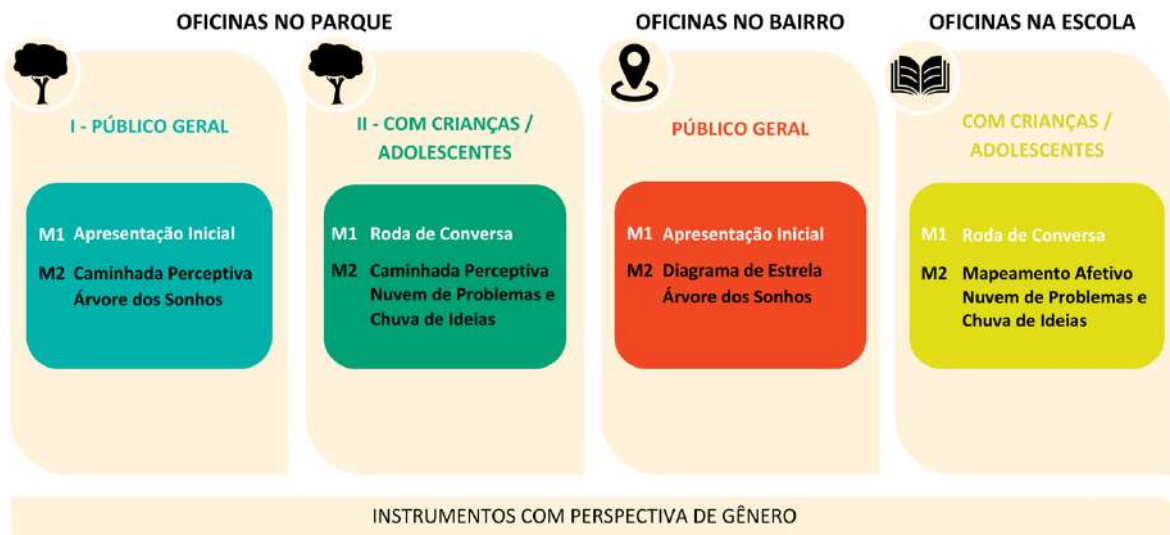 OFICINAS NO PARQUE
I - PÚBLICO GERAL
M1 Apresentação Inicial
M2 Caminhada Perceptiva
Árvore dos Sonhos
II - COM CRIANÇAS /
ADOLESCENTES
M1 Roda de Conversa
M2 Caminhada Perceptiva
Nuvem de Problemas e
Chuva de Ideias
OFICINAS NO BAIRRO
PÚBLICO GERAL
M1 Apresentação Inicial
M2 Diagrama de Estrela
Árvore dos Sonhos
OFICINAS NA ESCOLA
COM CRIANÇAS /
ADOLESCENTES
M1 Roda de Conversa
M2 Mapeamento Afetivo
Nuvem de Problemas e
Chuva de Ideias
INSTRUMENTOS COM PERSPECTIVA DE GÊNERO